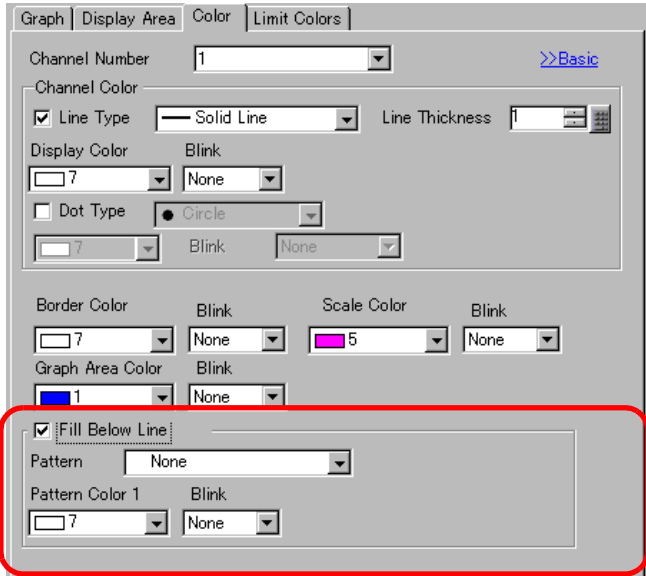 Graph Display Area Color Limit Colors
Channel Number 1 >>Basic
Channel Color
Line Type Solid Line Line Thickness 1
Display Color Blink
7 None
Dot Type Circle
7 Blink None
Border Color Blink Scale Color Blink
7 None 5 None
Graph Area Color Blink
1 None
Fill Below Line
Pattern None
Pattern Color 1 Blink
7 None